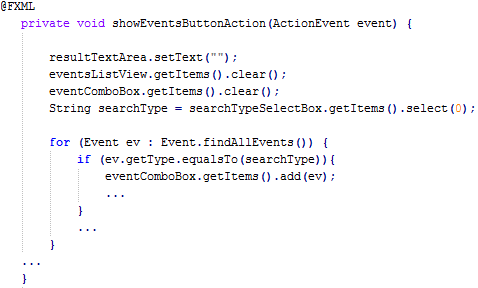 @FXML
private void showEventsButtonAction(ActionEvent event) {
resultTextArea.setText("");
eventsListView.getItems().clear();
eventComboBox.getItems().clear();
String searchType = searchTypeSelectBox.getItems().select(0);
for (Event ev : Event.findAllEvents()) {
if (ev.getType.equalsTo(searchType)){
eventComboBox.getItems().add(ev);
...
}
...
}
...
}